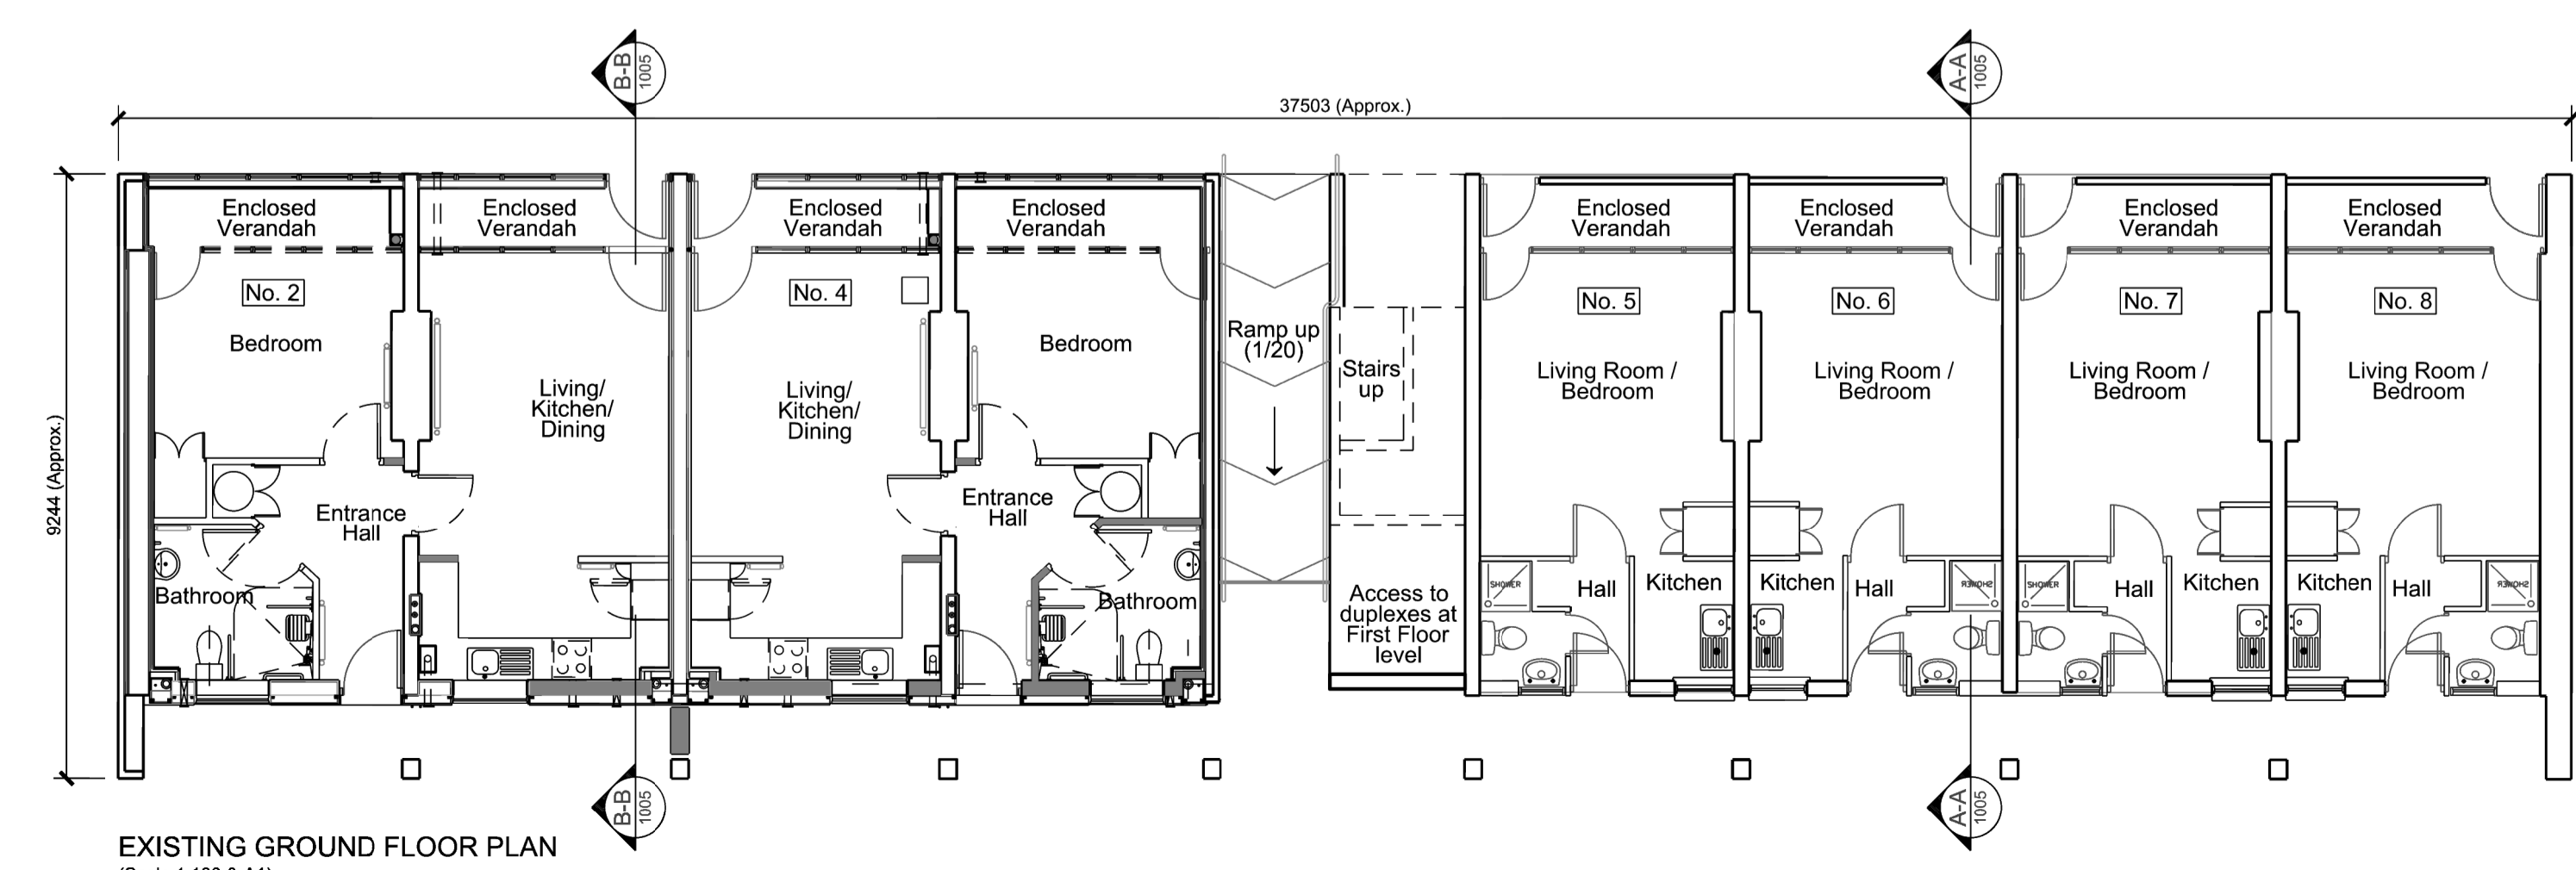 B-B
1005
A-A
1005
37503 (Approx.)
9244 (Approx.)
Enclosed
Verandah
Enclosed
Verandah
Enclosed
Verandah
Enclosed
Verandah
Enclosed
Verandah
Enclosed
Verandah
Enclosed
Verandah
Enclosed
Verandah
No. 2
No. 4
No. 5
No. 6
No. 7
No. 8
Bedroom
Living/
Kitchen/
Dining
Living/
Kitchen/
Dining
Bedroom
Ramp up
(1/20)
Stairs
up
Living Room /
Bedroom
Living Room /
Bedroom
Living Room /
Bedroom
Living Room /
Bedroom
Entrance
Hall
Entrance
Hall
Bathroom
Bathroom
Access to
duplexes at
First Floor
level
SHOWER
Hall
Kitchen
Kitchen
Hall
SHOWER
SHOWER
Hall
Kitchen
Kitchen
Hall
SHOWER
B-B
1005
A-A
1005
EXISTING GROUND FLOOR PLAN